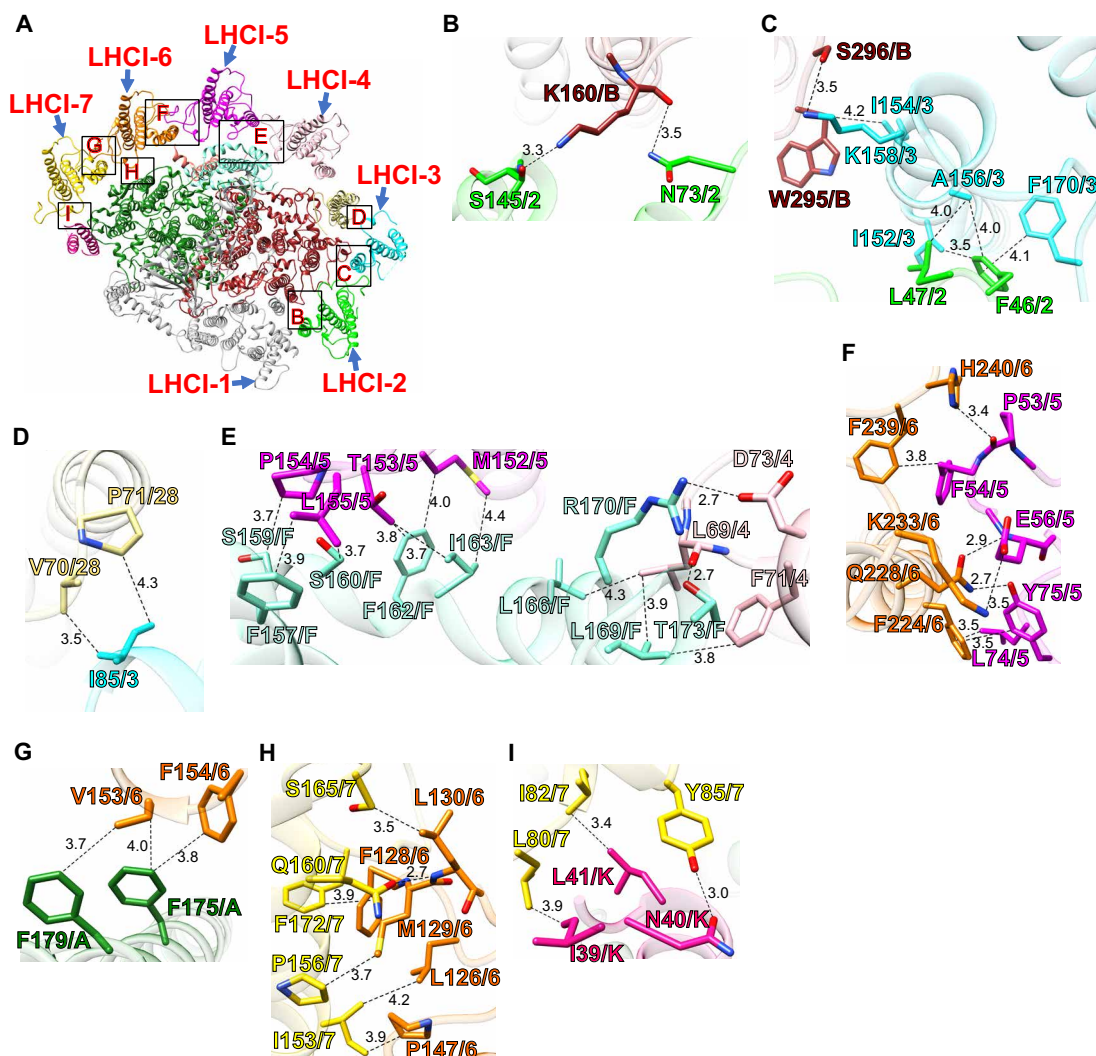 A
LHCI-5
LHCI-6
LHCI-4
LHCI-7
F
E
G
H
LHCI-3
I
D
C
B
LHCI-1
LHCI-2
B
K160/B
3.5
3.3
S145/2
N73/2
C
S296/B
3.5
4.2
I154/3
K158/3
W295/B
A156/3
F170/3
4.0
4.0
I152/3
3.5
4.1
L47/2
F46/2
D
P71/28
V70/28
4.3
3.5
I85/3
E
P154/5
T153/5
M152/5
L155/5
4.0
4.4
3.7
S159/F
3.9
3.7
3.8
3.7
I163/F
S160/F
F162/F
F157/F
D73/4
R170/F
2.7
L69/4
2.7
F71/4
4.3
L166/F
3.9
T173/F
L169/F
3.8
F
H240/6
P53/5
3.4
F239/6
3.8
F54/5
K233/6
E56/5
2.9
Q228/6
2.7
Y75/5
3.5
F224/6
3.5
3.5
L74/5
G
F154/6
V153/6
3.7
4.0
3.8
F175/A
F179/A
H
S165/7
L130/6
3.5
Q160/7
F128/6
2.7
3.9
F172/7
M129/6
P156/7
3.7
L126/6
4.2
I153/7
3.9
P147/6
I
I82/7
Y85/7
3.4
L80/7
L41/K
3.0
3.9
N40/K
I39/K